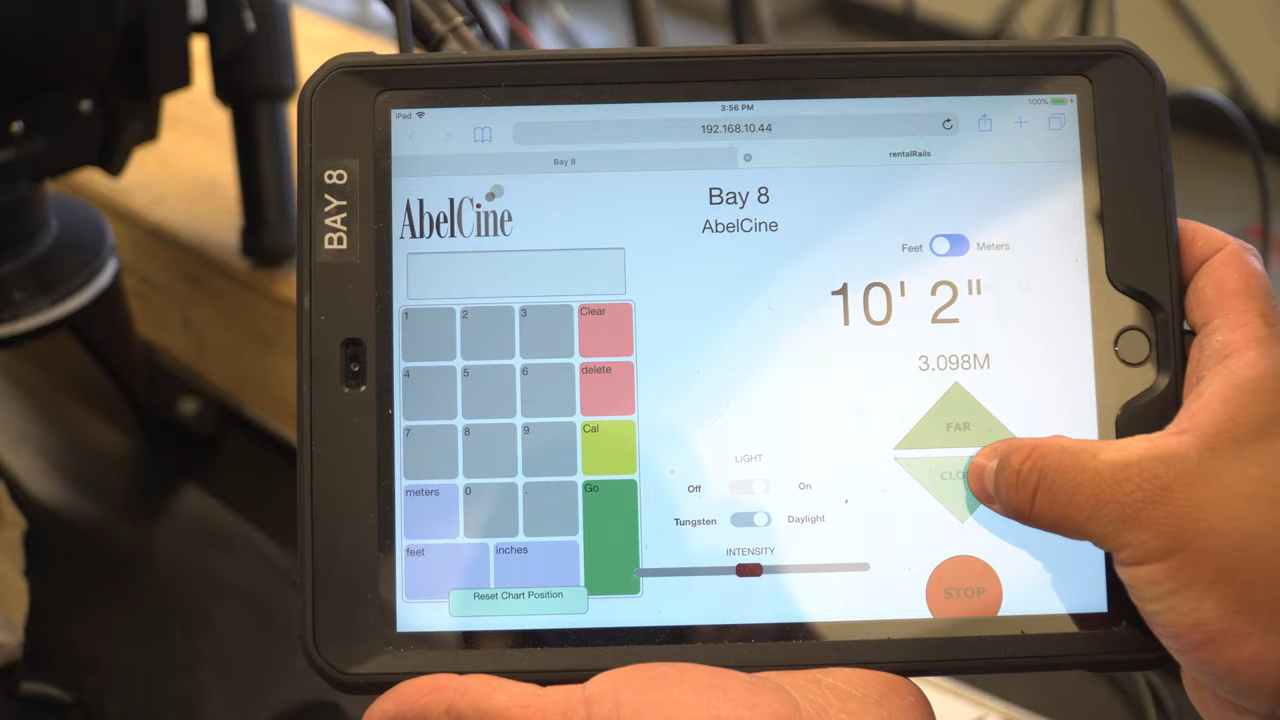 iPad
3:56 PM
100%
192.168.10.44
Bay 8
rentalRails
BAY 8
AbelCine
Bay 8
AbelCine
Feet Meters
10' 2"
3.098M
1 2 3 Clear
4 5 6 delete
7 8 9 Cal
meters 0 . Go
feet inches
Reset Chart Position
LIGHT
Off On
Tungsten Daylight
INTENSITY
FAR
CLO
STOP